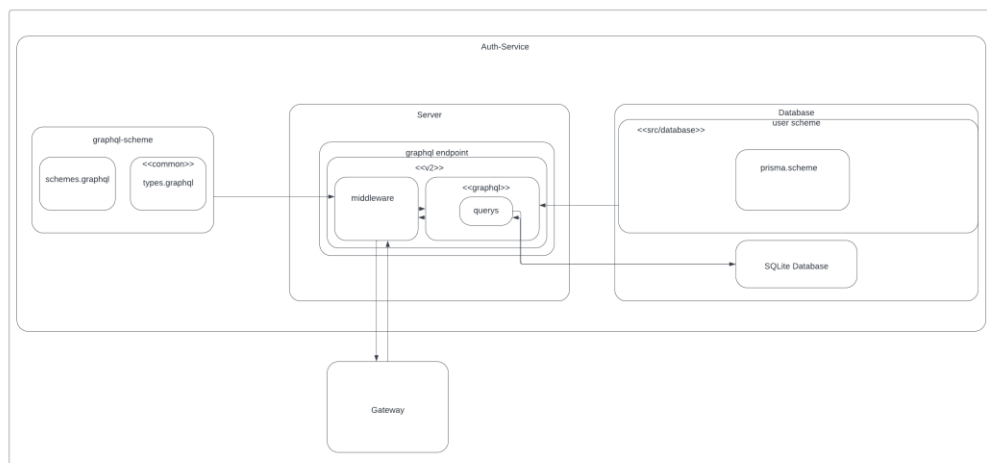 Auth-Service
graphql-scheme
schemes.graphql
<<common>>
types.graphql
Server
graphql endpoint
<<v2>>
middleware
<<graphql>>
querys
Database
user scheme
<<src/database>>
prisma.scheme
SQLite Database
Gateway